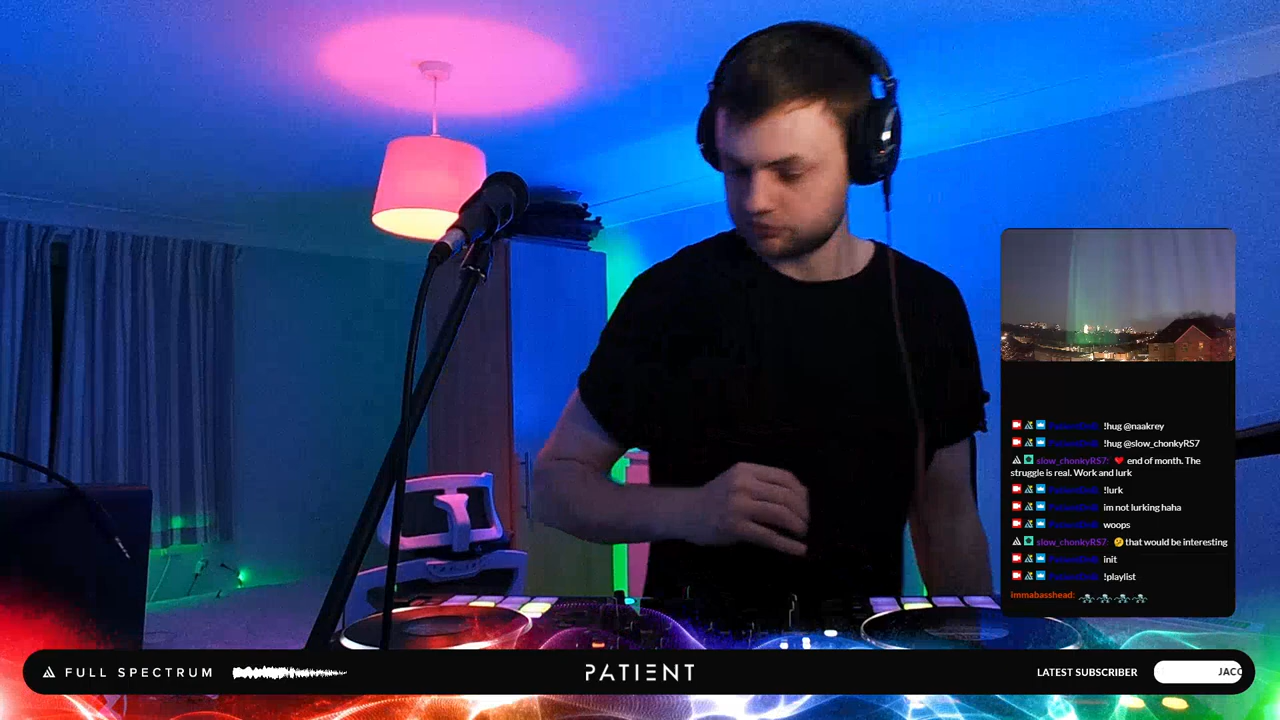 !hug @naakrey
!hug @slow_chonkyRS7
slow_chonkyRS7: end of month. The
struggle is real. Work and lurk
!lurk
im not lurking haha
woops
slow_chonkyRS7: that would be interesting
init
!playlist
immabasshead:
FULL SPECTRUM
PATIENT
LATEST SUBSCRIBER
JACC